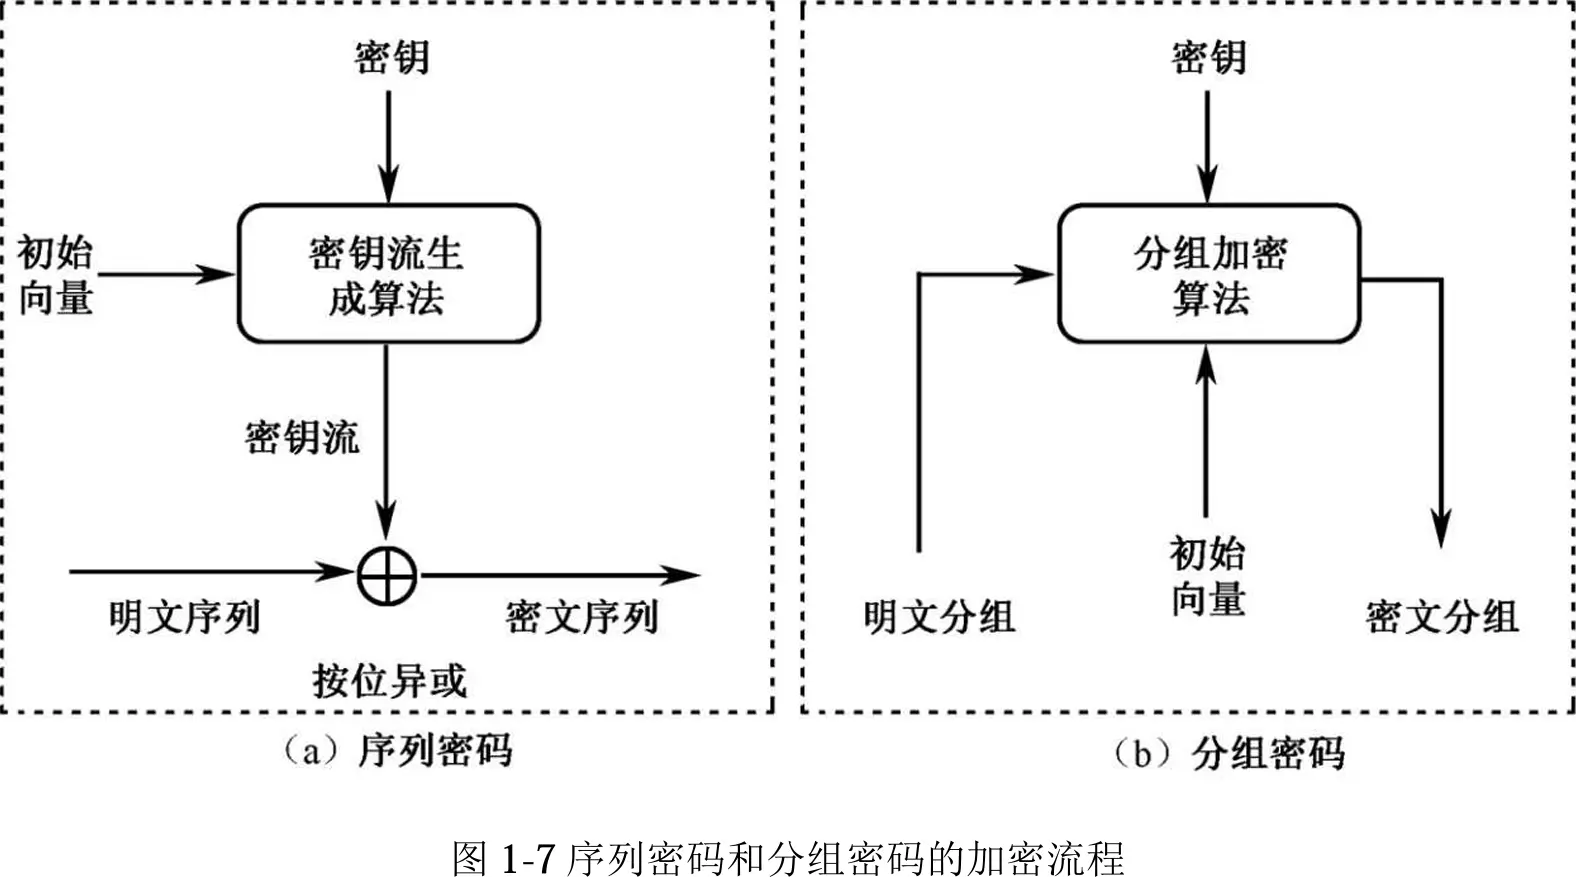 密钥
初始
向量
密钥流生
成算法
密钥流
明文序列
密文序列
按位异或
（a）序列密码
密钥
分组加密
算法
初始
向量
明文分组
密文分组
（b）分组密码
图 1-7 序列密码和分组密码的加密流程